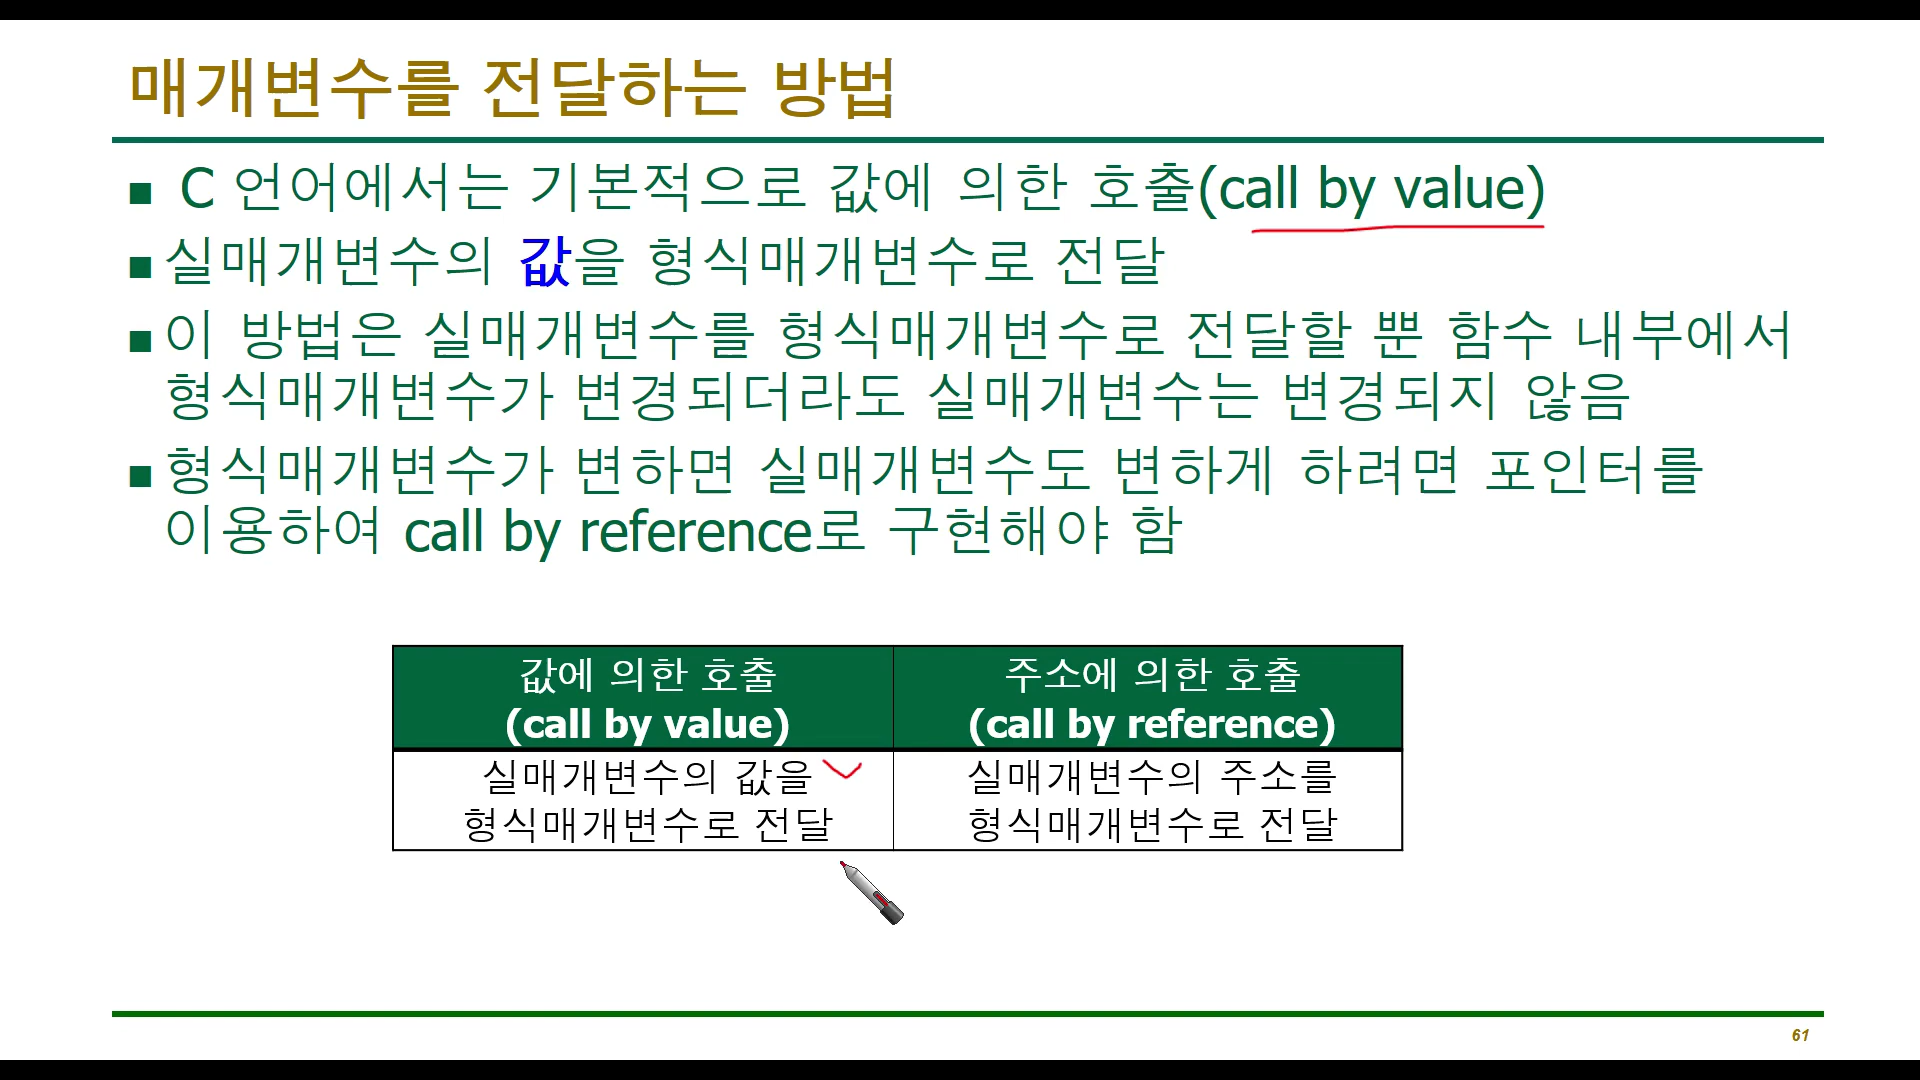 매개변수를 전달하는 방법
■ C 언어에서는 기본적으로 값에 의한 호출(call by value)
■ 실매개변수의 값을 형식매개변수로 전달
■ 이 방법은 실매개변수를 형식매개변수로 전달할 뿐 함수 내부에서
형식매개변수가 변경되더라도 실매개변수는 변경되지 않음
■ 형식매개변수가 변하면 실매개변수도 변하게 하려면 포인터를
이용하여 call by reference로 구현해야 함
값에 의한 호출
(call by value)
주소에 의한 호출
(call by reference)
실매개변수의 값을
형식매개변수로 전달
실매개변수의 주소를
형식매개변수로 전달
61